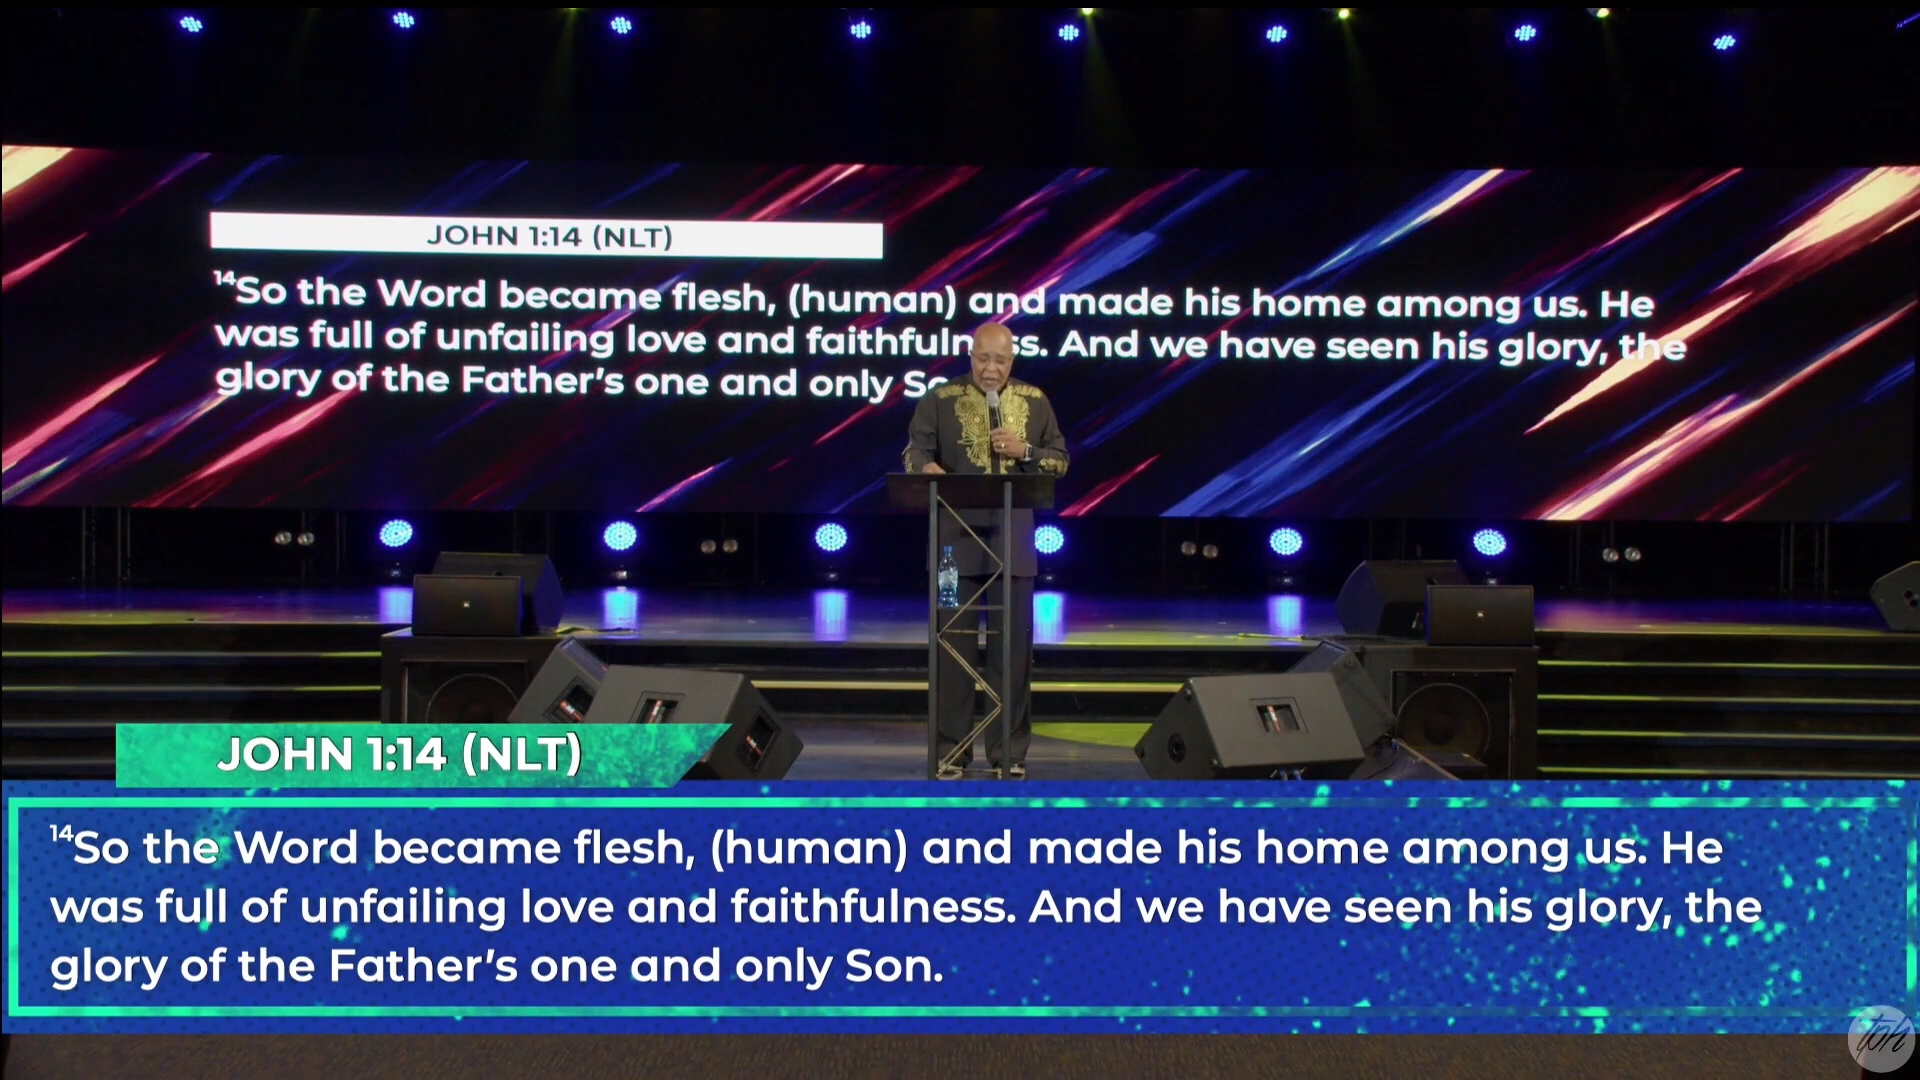 JOHN 1:14 (NLT)
14So the Word became flesh, (human) and made his home among us. He
was full of unfailing love and faithfuln ss. And we have seen his glory, the
glory of the Father's one and only
JOHN 1:14 (NLT)
14So the Word became flesh, (human) and made his home among us. He
was full of unfailing love and faithfulness. And we have seen his glory, the
glory of the Father's one and only Son.
tph